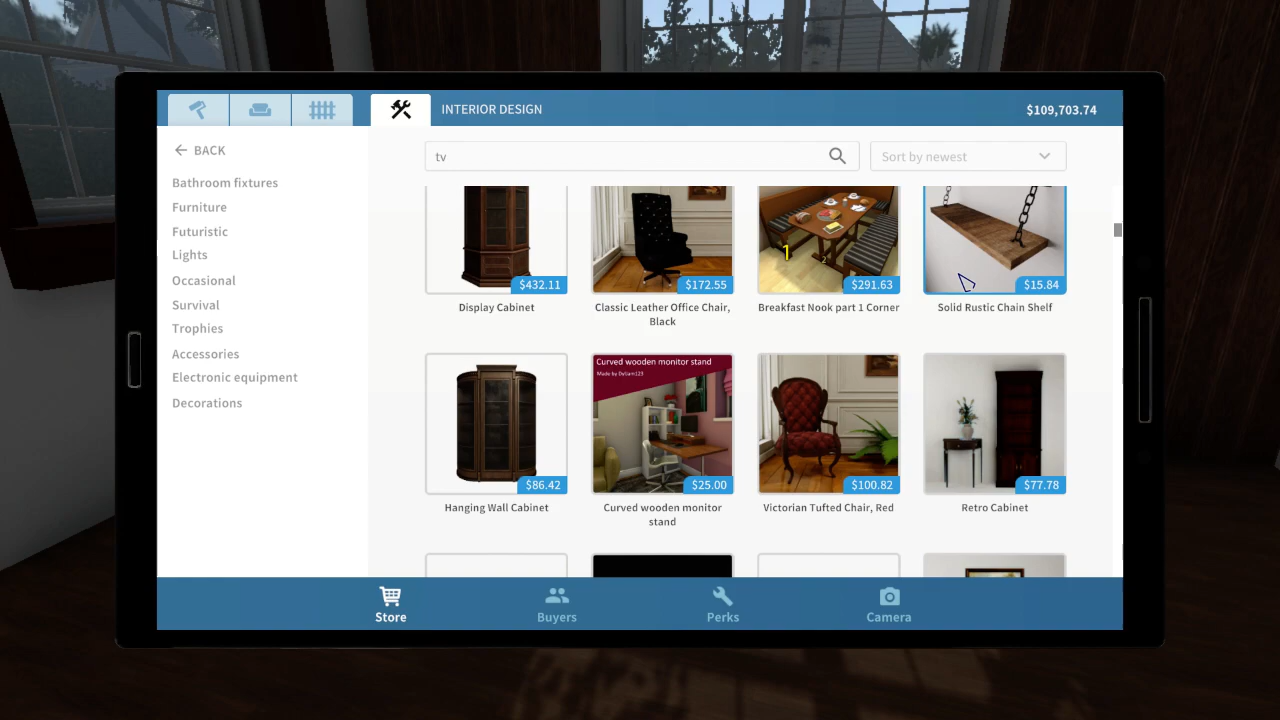 INTERIOR DESIGN
$109,703.74
BACK
tv
Sort by newest
Bathroom fixtures
Furniture
Futuristic
Lights
Occasional
Survival
Trophies
Accessories
Electronic equipment
Decorations
1
2
$432.11
$172.55
$291.63
$15.84
Display Cabinet
Classic Leather Office Chair,
Black
Breakfast Nook part 1 Corner
Solid Rustic Chain Shelf
Curved wooden monitor stand
Made by Dallam123
$86.42
$25.00
$100.82
$77.78
Hanging Wall Cabinet
Curved wooden monitor
stand
Victorian Tufted Chair, Red
Retro Cabinet
Store
Buyers
Perks
Camera